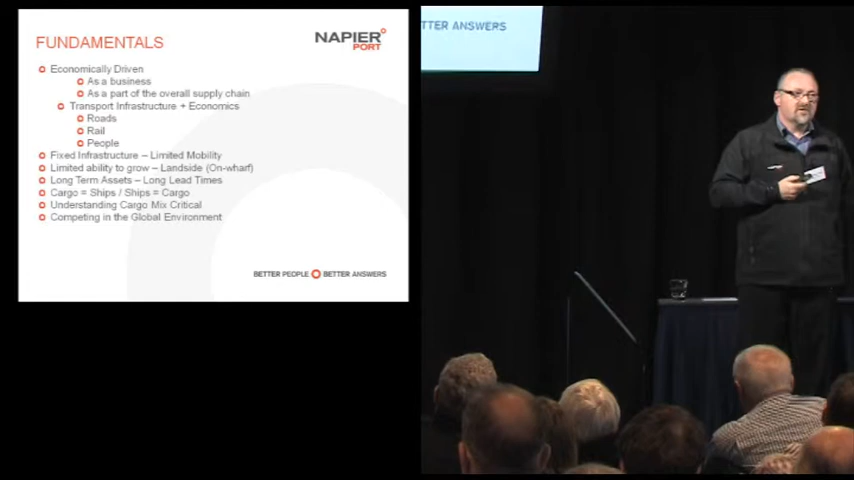 FUNDAMENTALS
NAPIER
PORT
Economically Driven
As a business
As a part of the overall supply chain
Transport Infrastructure + Economics
Roads
Rail
People
Fixed Infrastructure – Limited Mobility
Limited ability to grow – Landside (On-wharf)
Long Term Assets – Long Lead Times
Cargo = Ships / Ships = Cargo
Understanding Cargo Mix Critical
Competing in the Global Environment
BETTER PEOPLE BETTER ANSWERS
TTER ANSWERS